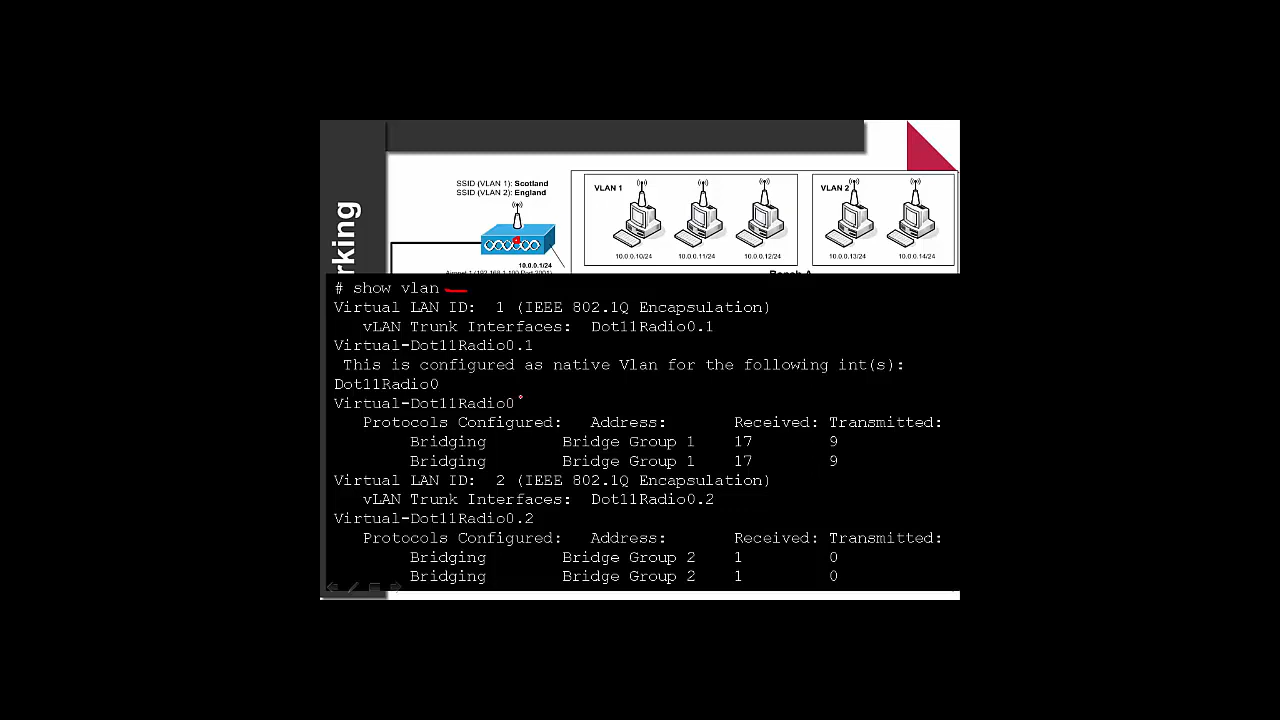 rking
SSID (VLAN 1): Scotland
SSID (VLAN 2): England
VLAN 1
VLAN 2
10.0.0.10/24
10.0.0.11/24
10.0.0.12/24
10.0.0.13/24
10.0.0.14/24
10.0.0.1/24
# show vlan
Virtual LAN ID:  1 (IEEE 802.1Q Encapsulation)
vLAN Trunk Interfaces:  Dot11Radio0.1
Virtual-Dot11Radio0.1
This is configured as native Vlan for the following int(s):
Dot11Radio0
Virtual-Dot11Radio0
Protocols Configured:   Address:   Received:   Transmitted:
Bridging   Bridge Group 1   17   9
Bridging   Bridge Group 1   17   9
Virtual LAN ID:  2 (IEEE 802.1Q Encapsulation)
vLAN Trunk Interfaces:  Dot11Radio0.2
Virtual-Dot11Radio0.2
Protocols Configured:   Address:   Received:   Transmitted:
Bridging   Bridge Group 2   1   0
Bridging   Bridge Group 2   1   0